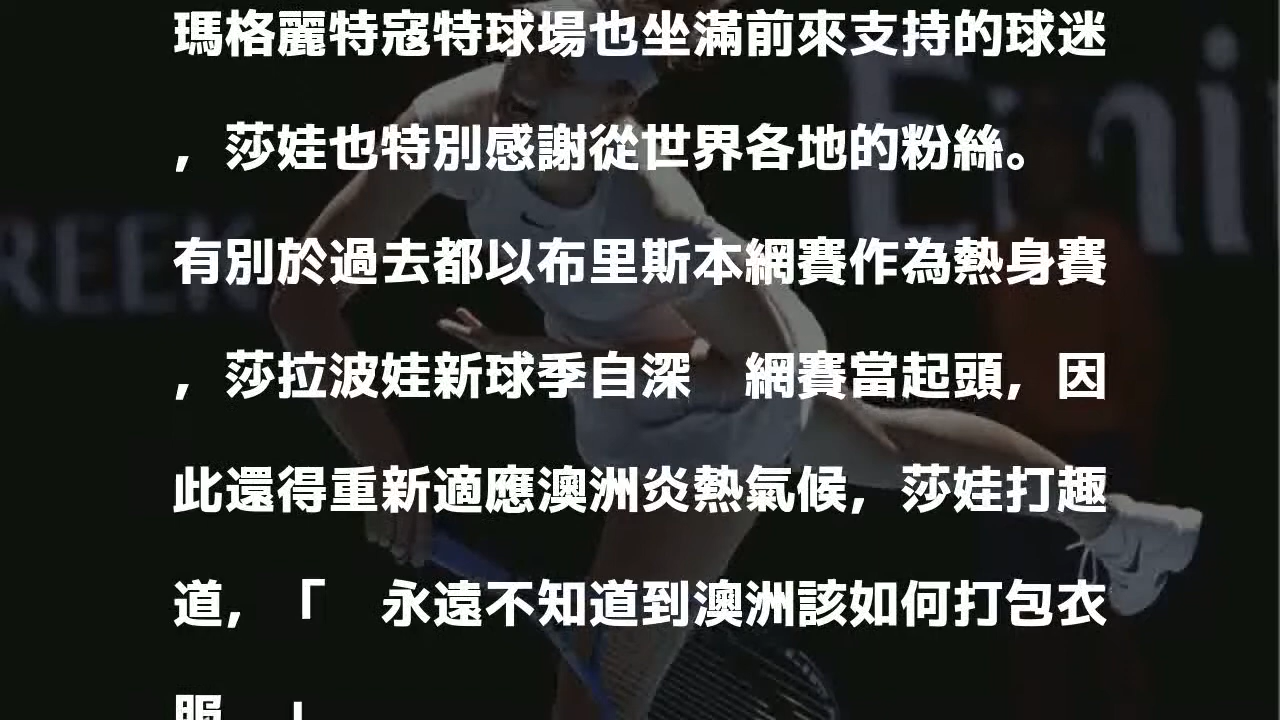 瑪格麗特寇特球場也坐滿前來支持的球迷
，莎娃也特別感謝從世界各地的粉絲。
有別於過去都以布里斯本網賽作為熱身賽
，莎拉波娃新球季自深　網賽當起頭，因
此還得重新適應澳洲炎熱氣候，莎娃打趣
道，「　永遠不知道到澳洲該如何打包衣
服　」
REEK